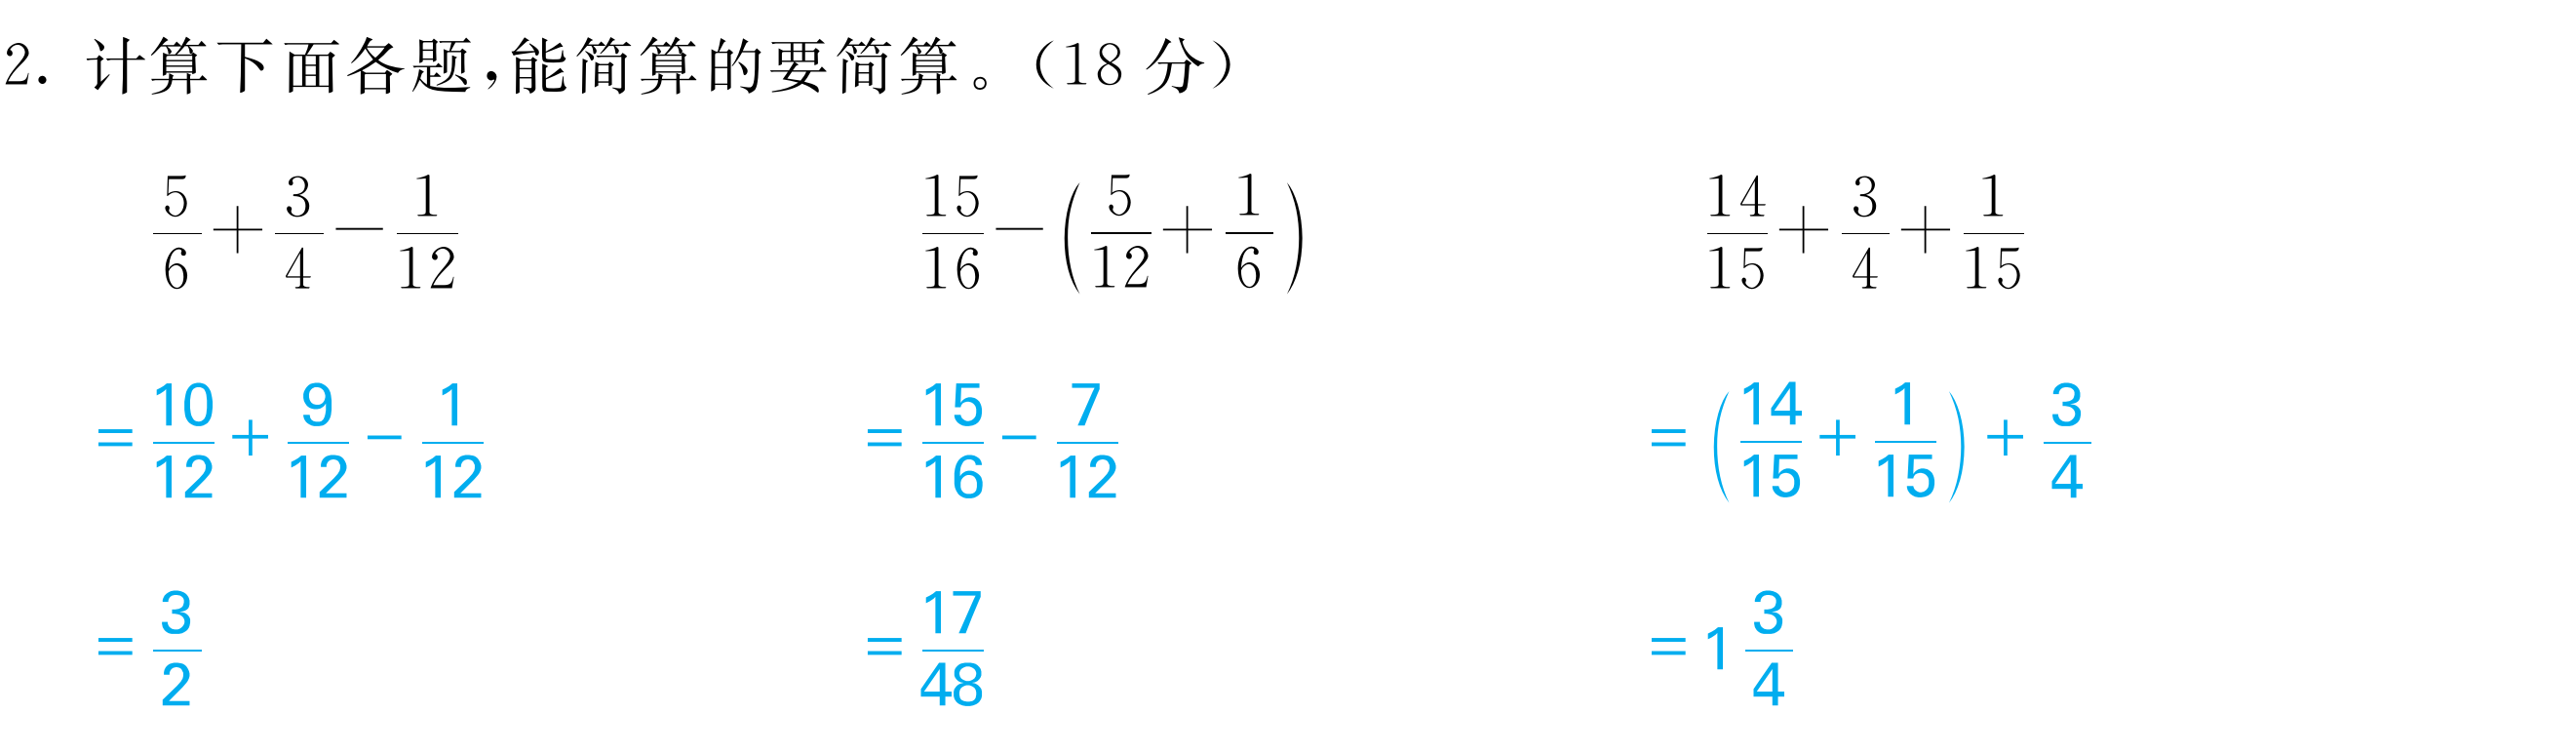 2. 计算下面各题,能简算的要简算。(18 分)
5/6 + 3/4 − 1/12    15/16 − (5/12 + 1/6)    14/15 + 3/4 + 1/15
= 10/12 + 9/12 − 1/12    = 15/16 − 7/12    = (14/15 + 1/15) + 3/4
= 3/2    = 17/48    = 1 3/4